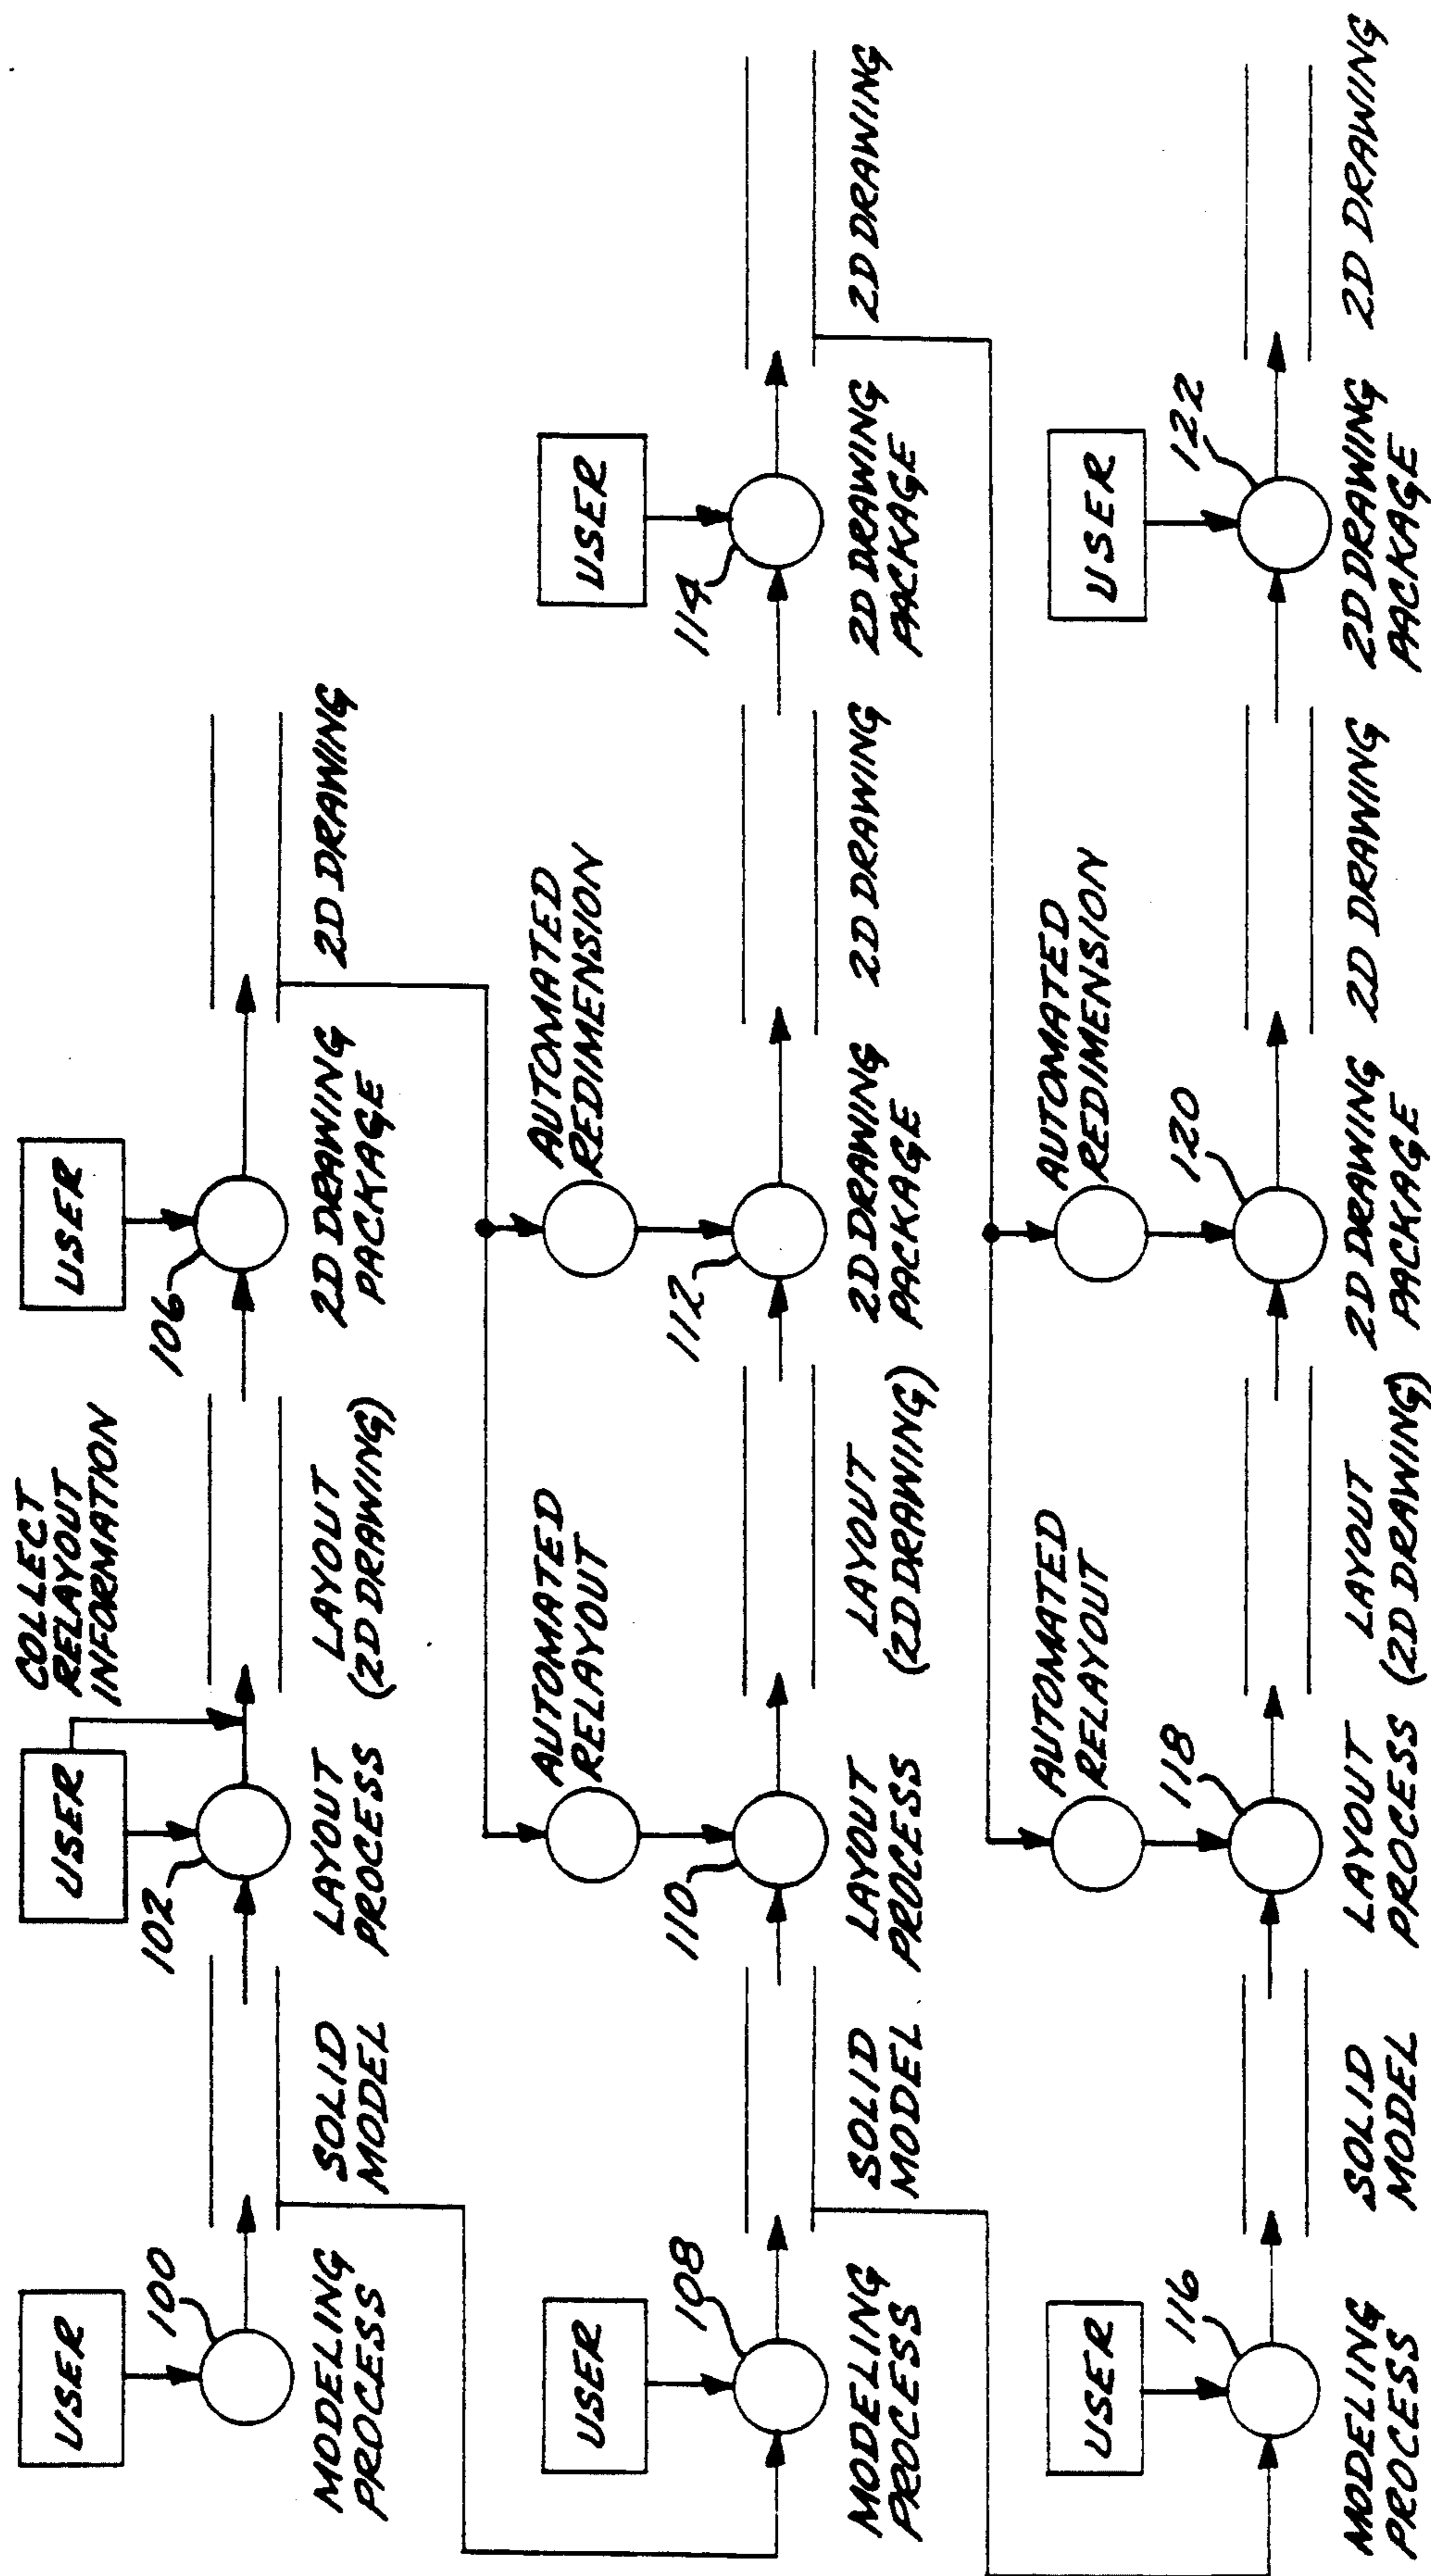 COLLECT
RELAYOUT
INFORMATION
USER
USER
USER
100
102
106
MODELING
PROCESS
SOLID
MODEL
LAYOUT
PROCESS
LAYOUT
(2D DRAWING)
2D DRAWING
PACKAGE
2D DRAWING
USER
AUTOMATED
RELAYOUT
AUTOMATED
REDIMENSION
USER
108
110
112
114
MODELING
PROCESS
SOLID
MODEL
LAYOUT
PROCESS
LAYOUT
(2D DRAWING)
2D DRAWING
PACKAGE
2D DRAWING
2D DRAWING
PACKAGE
2D DRAWING
USER
AUTOMATED
RELAYOUT
AUTOMATED
REDIMENSION
USER
116
118
120
122
MODELING
PROCESS
SOLID
MODEL
LAYOUT
PROCESS
LAYOUT
(2D DRAWING)
2D DRAWING
PACKAGE
2D DRAWING
2D DRAWING
PACKAGE
2D DRAWING